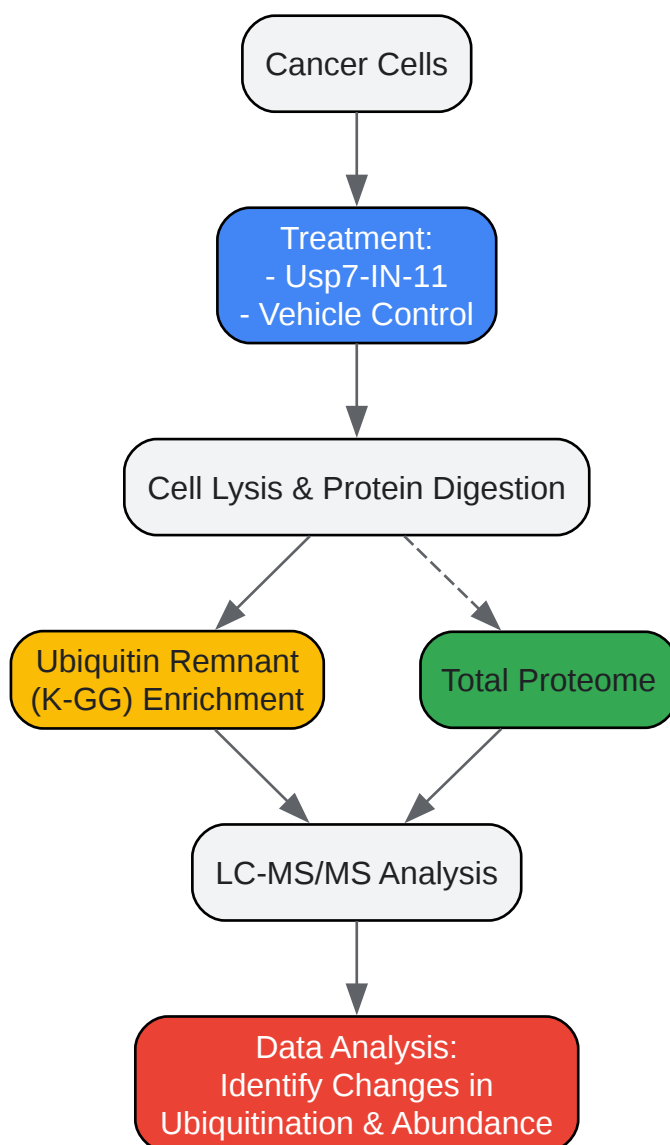 Cancer Cells
Treatment:
- Usp7-IN-11
- Vehicle Control
Cell Lysis & Protein Digestion
Ubiquitin Remnant
(K-GG) Enrichment
Total Proteome
LC-MS/MS Analysis
Data Analysis:
Identify Changes in
Ubiquitination & Abundance